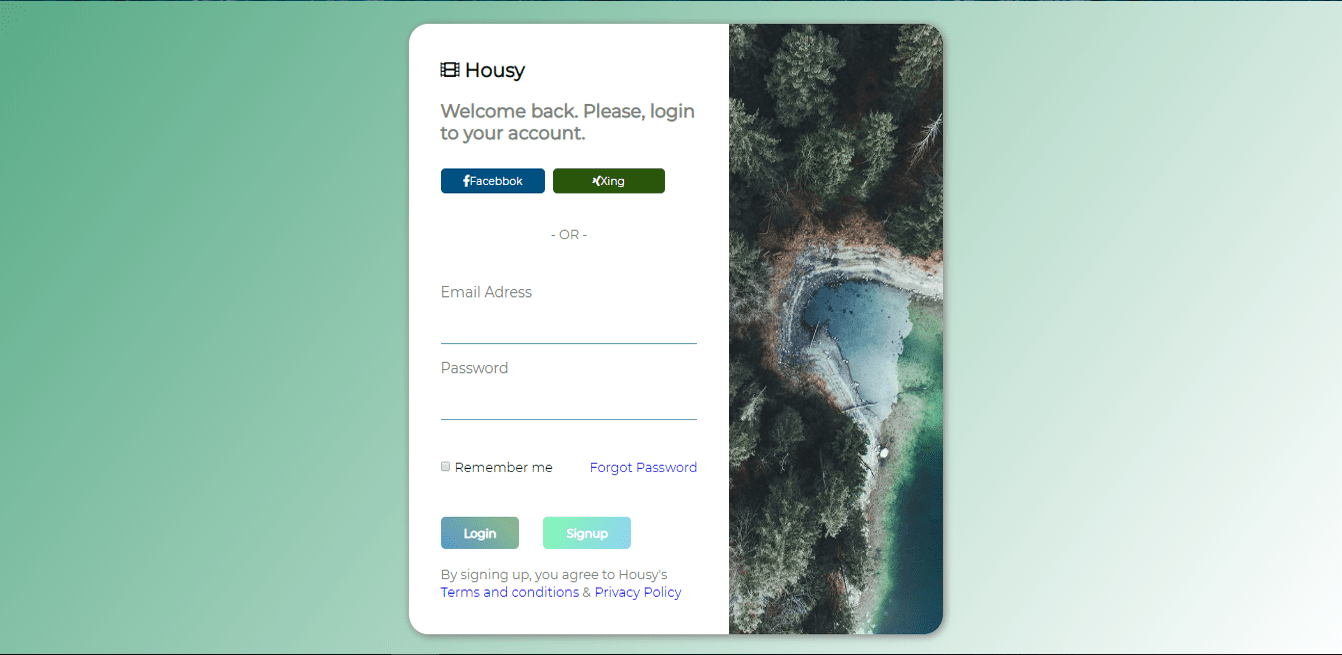 Housy
Welcome back. Please, login
to your account.
Facebbok
Xing
- OR -
Email Adress
Password
Remember me
Forgot Password
Login
Signup
By signing up, you agree to Housy's
Terms and conditions & Privacy Policy